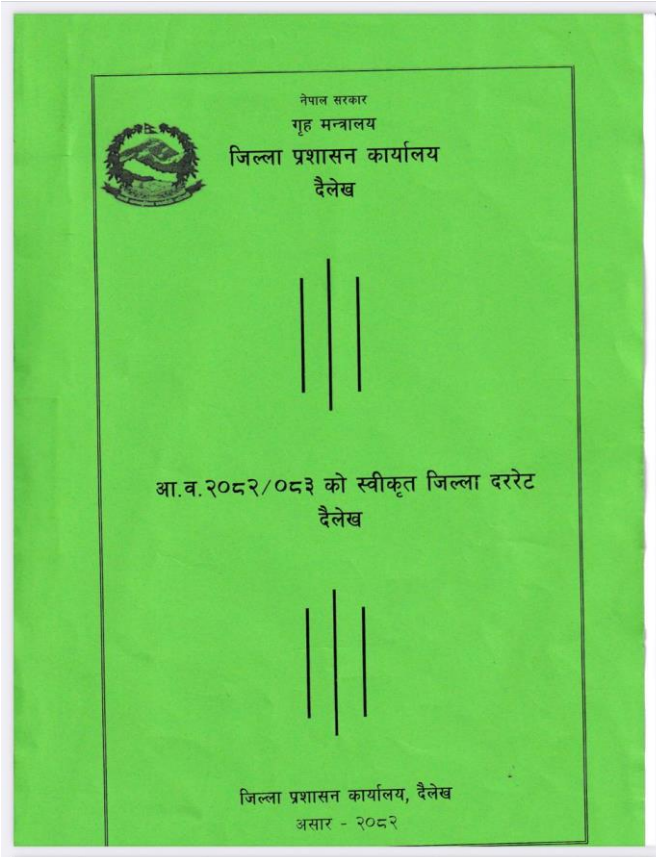 नेपाल सरकार
गृह मन्त्रालय
जिल्ला प्रशासन कार्यालय
दैलेख
आ.व.२०८२/०८३ को स्वीकृत जिल्ला दररेट
दैलेख
जिल्ला प्रशासन कार्यालय, दैलेख
असार - २०८२